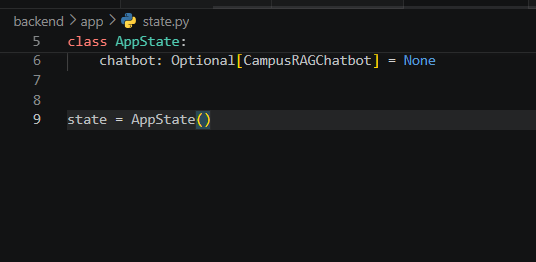 backend > app > state.py
5 class AppState:
6     chatbot: Optional[CampusRAGChatbot] = None
7
8
9 state = AppState()